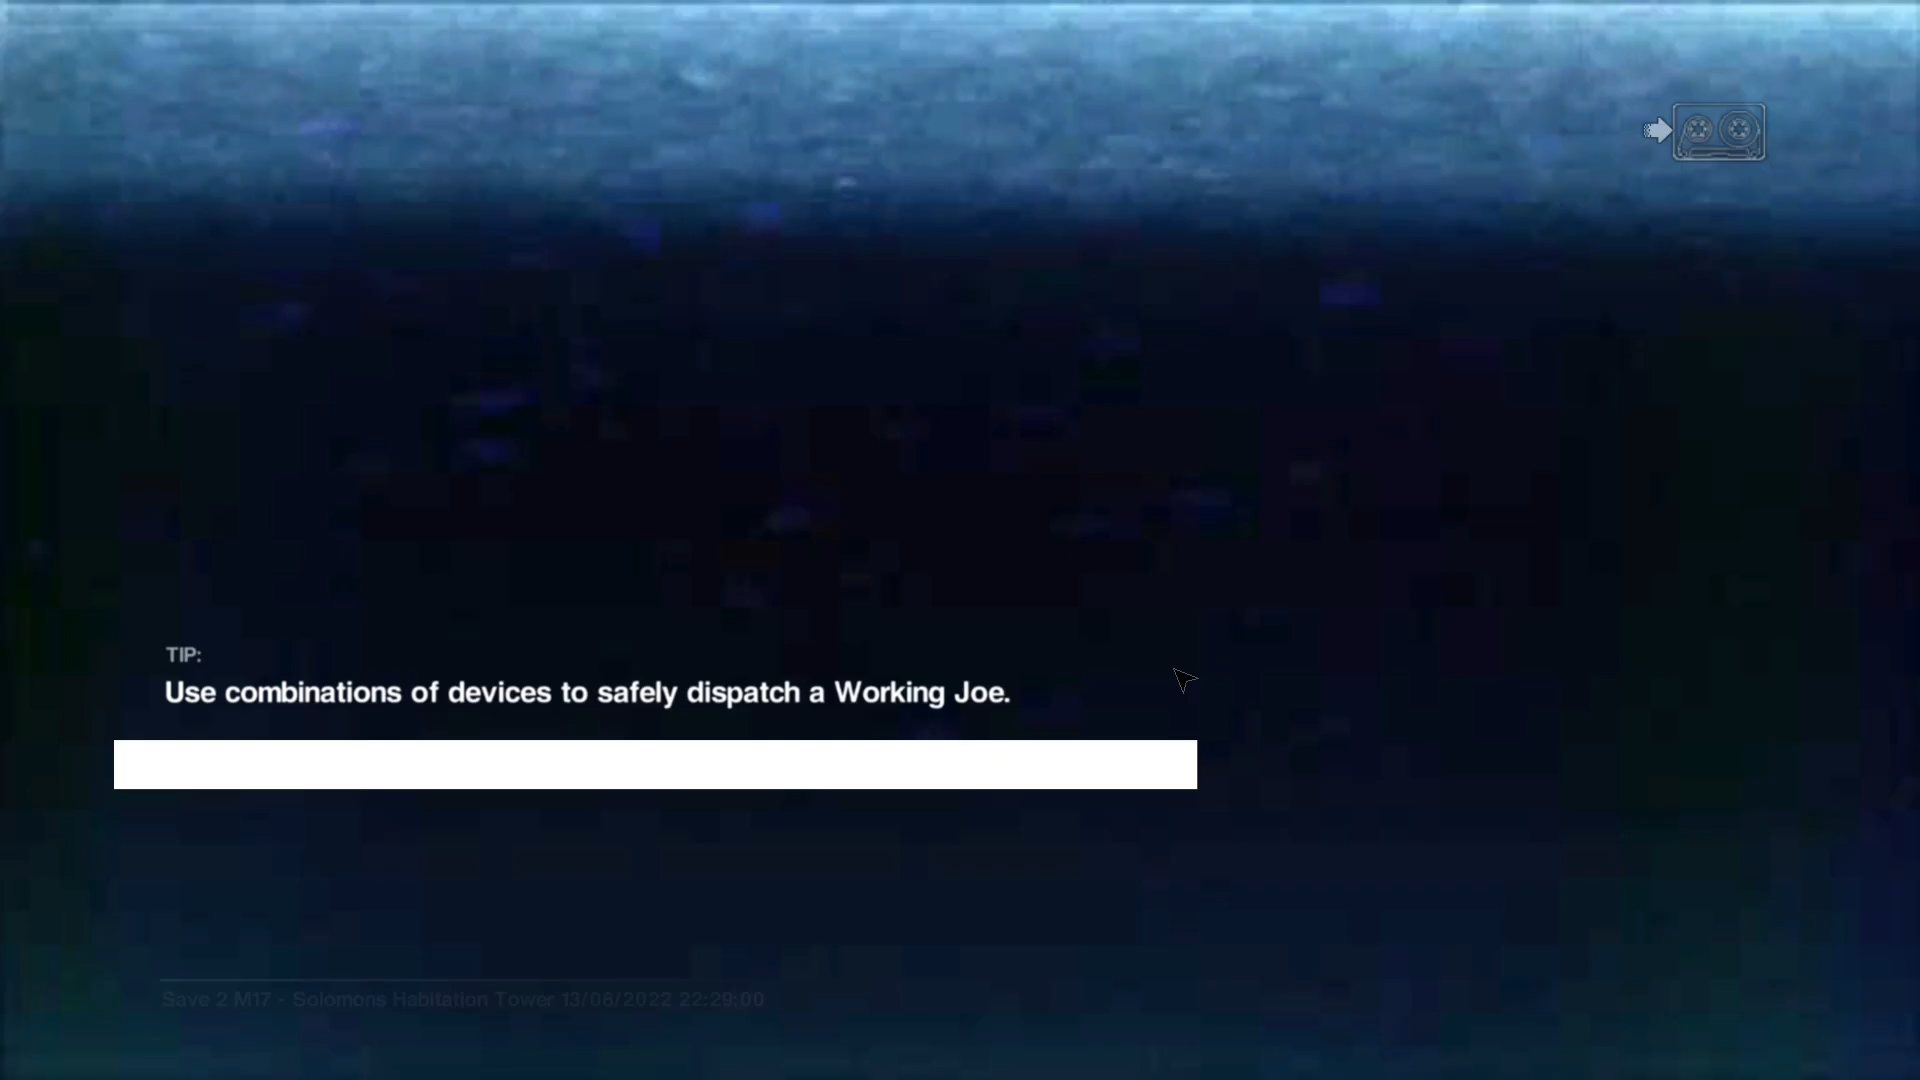 TIP:
Use combinations of devices to safely dispatch a Working Joe.
Save 2 M17 - Solomons Habitation Tower 13/08/2022 22:29:00